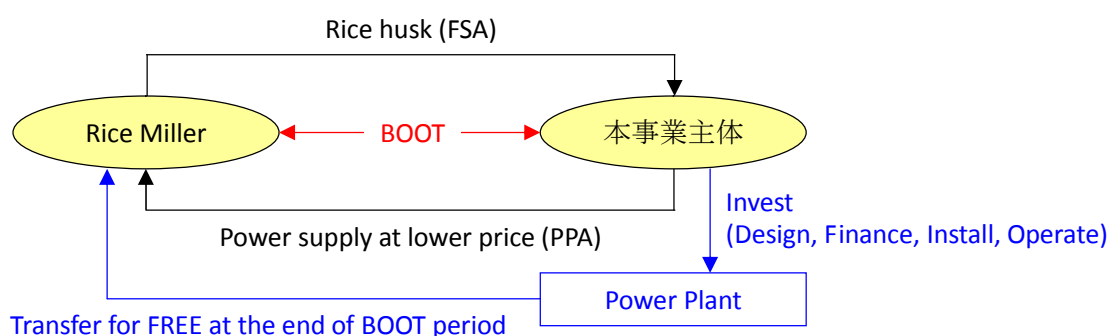 Rice husk (FSA)
Rice Miller
BOOT
本事業主体
Power supply at lower price (PPA)
Invest
(Design, Finance, Install, Operate)
Power Plant
Transfer for FREE at the end of BOOT period